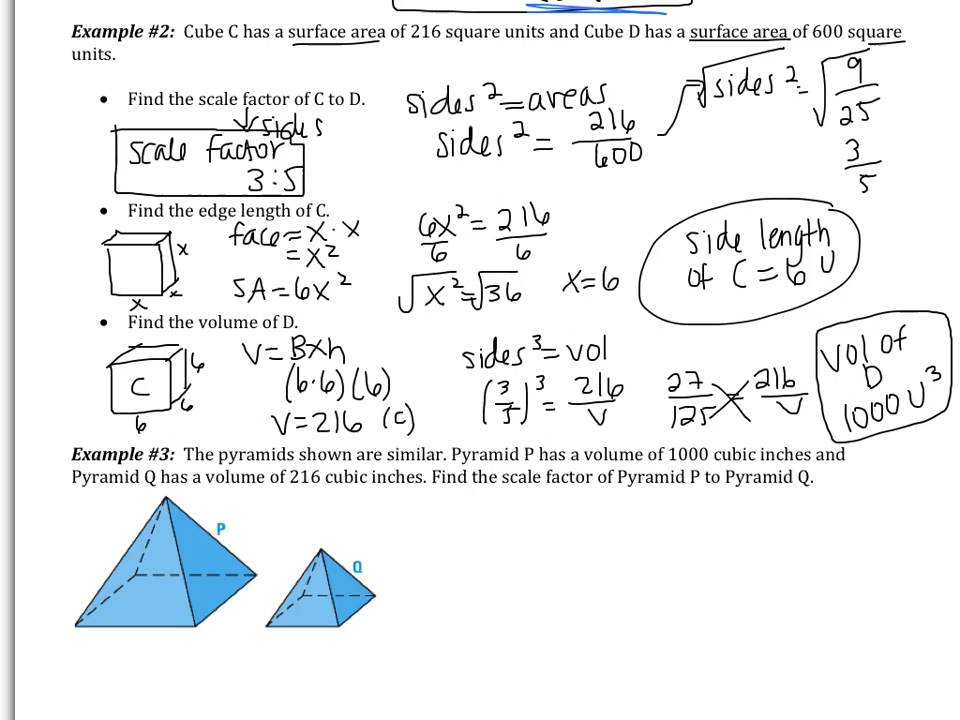 Example #2: Cube C has a surface area of 216 square units and Cube D has a surface area of 600 square
units.
• Find the scale factor of C to D.
↓sides
scale factor
3:5
sides² = areas
sides² = 216/600
√sides² = √9/25
3/5
• Find the edge length of C.
x
x
x
face = x · x
= x²
SA = 6x²
6x²/6 = 216/6
√x² = √36
x = 6
side length
of C = 6 U
• Find the volume of D.
C
6
6
6
V = Bxh
(6·6)(6)
V = 216 (C)
sides³ = vol
(3/5)³ = 216/V
27/125 216/V
Vol of
D
1000 U³
Example #3: The pyramids shown are similar. Pyramid P has a volume of 1000 cubic inches and
Pyramid Q has a volume of 216 cubic inches. Find the scale factor of Pyramid P to Pyramid Q.
P
Q